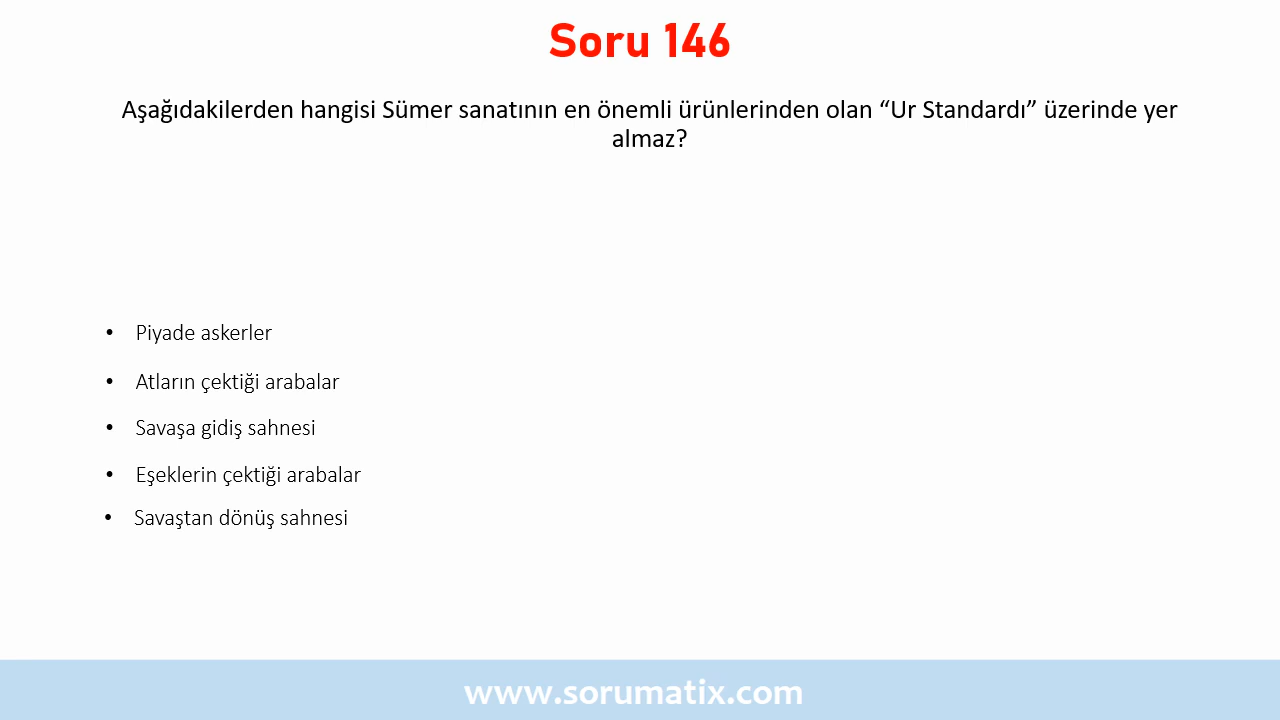 Soru 146
Aşağıdakilerden hangisi Sümer sanatının en önemli ürünlerinden olan “Ur Standardı” üzerinde yer
almaz?
• Piyade askerler
• Atların çektiği arabalar
• Savaşa gidiş sahnesi
• Eşeklerin çektiği arabalar
• Savaştan dönüş sahnesi
www.sorumatix.com